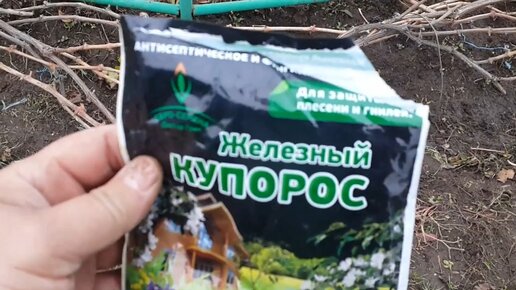 АНТИСЕПТИЧЕСКОЕ И
Для защиты
плесени и гнилей.
Железный
КУПОРОС